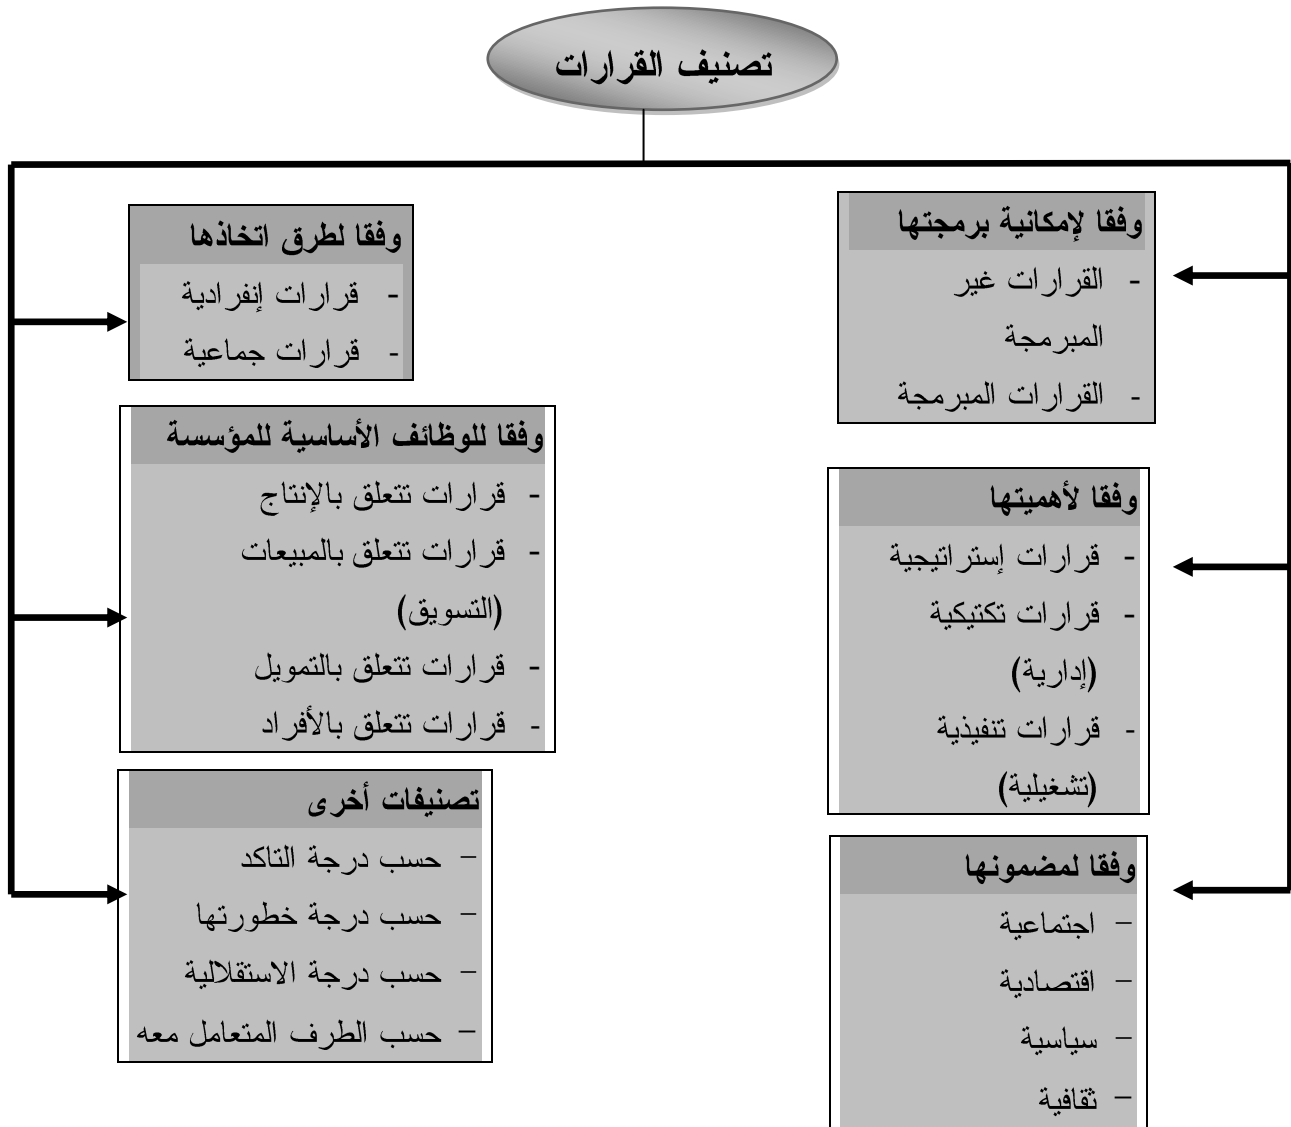 تصنيف القرارات
وفقا لإمكانية برمجتها
- القرارات غير
المبرمجة
- القرارات المبرمجة
وفقا لأهميتها
- قرارات إستراتيجية
- قرارات تكتيكية
(إدارية)
- قرارات تنفيذية
(تشغيلية)
وفقا لمضمونها
– اجتماعية
– اقتصادية
– سياسية
– ثقافية
وفقا لطرق اتخاذها
- قرارات إنفرادية
- قرارات جماعية
وفقا للوظائف الأساسية للمؤسسة
- قرارات تتعلق بالإنتاج
- قرارات تتعلق بالمبيعات
(التسويق)
- قرارات تتعلق بالتمويل
- قرارات تتعلق بالأفراد
تصنيفات أخرى
– حسب درجة التاكد
– حسب درجة خطورتها
– حسب درجة الاستقلالية
– حسب الطرف المتعامل معه